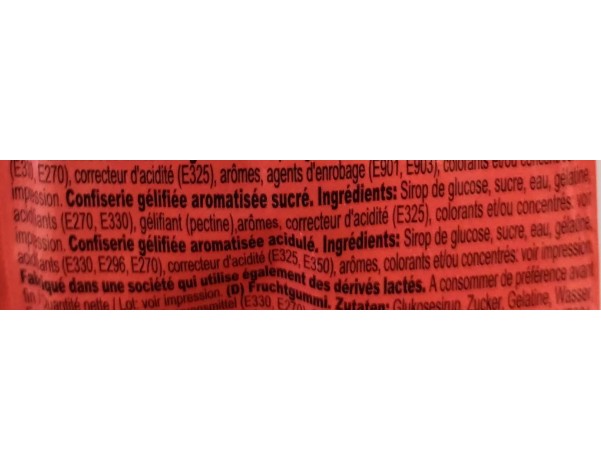 (E330, E270), correcteur d'acidité (E325), arômes, agents d'enrobage (E901, E903), colorants et/ou
impression. Confiserie gélifiée aromatisée sucré. Ingrédients: Sirop de glucose, sucre, eau, gélatine,
acidifiants (E270, E330), gélifiant (pectine), arômes, correcteur d'acidité (E325), colorants et/ou concentrés: voir
impression. Confiserie gélifiée aromatisée acidulé. Ingrédients: Sirop de glucose, sucre, eau, gélatine,
acidifiants (E330, E296, E270), correcteur d'acidité (E325, E350), arômes, colorants et/ou concentrés: voir impression.
Fabriqué dans une société qui utilise également des dérivés lactés. A consommer de préférence avant
fin / Quantité nette / Lot: voir impression. (D) Fruchtgummi. Zutaten: Glukosesirup, Zucker, Gelatine, Wasser
(E330, E270)